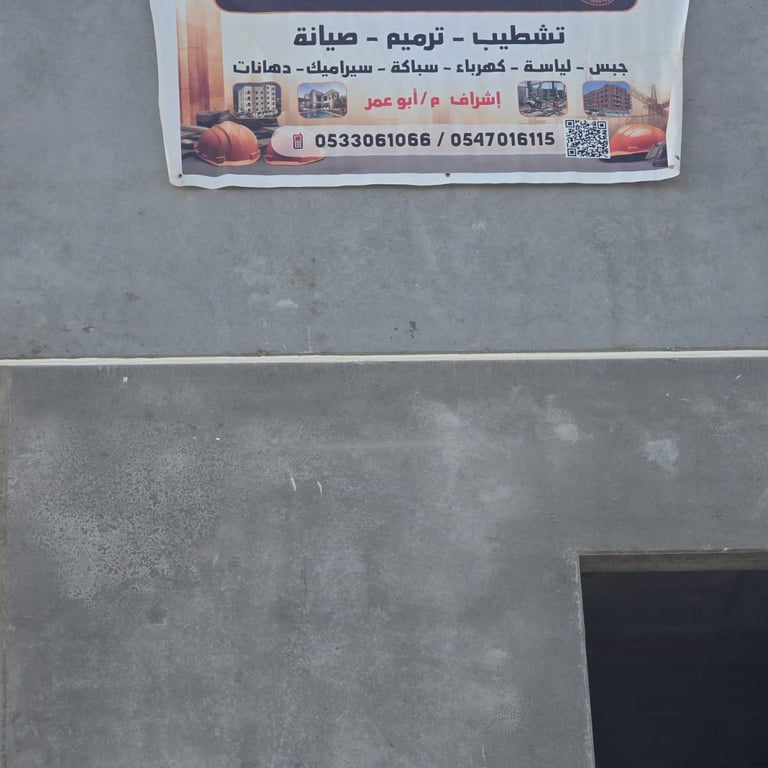 تشطيب - ترميم - صيانة
جبس - لياسة - كهرباء - سباكة - سيراميك - دهانات
إشراف م/أبو عمر
0533061066 / 0547016115